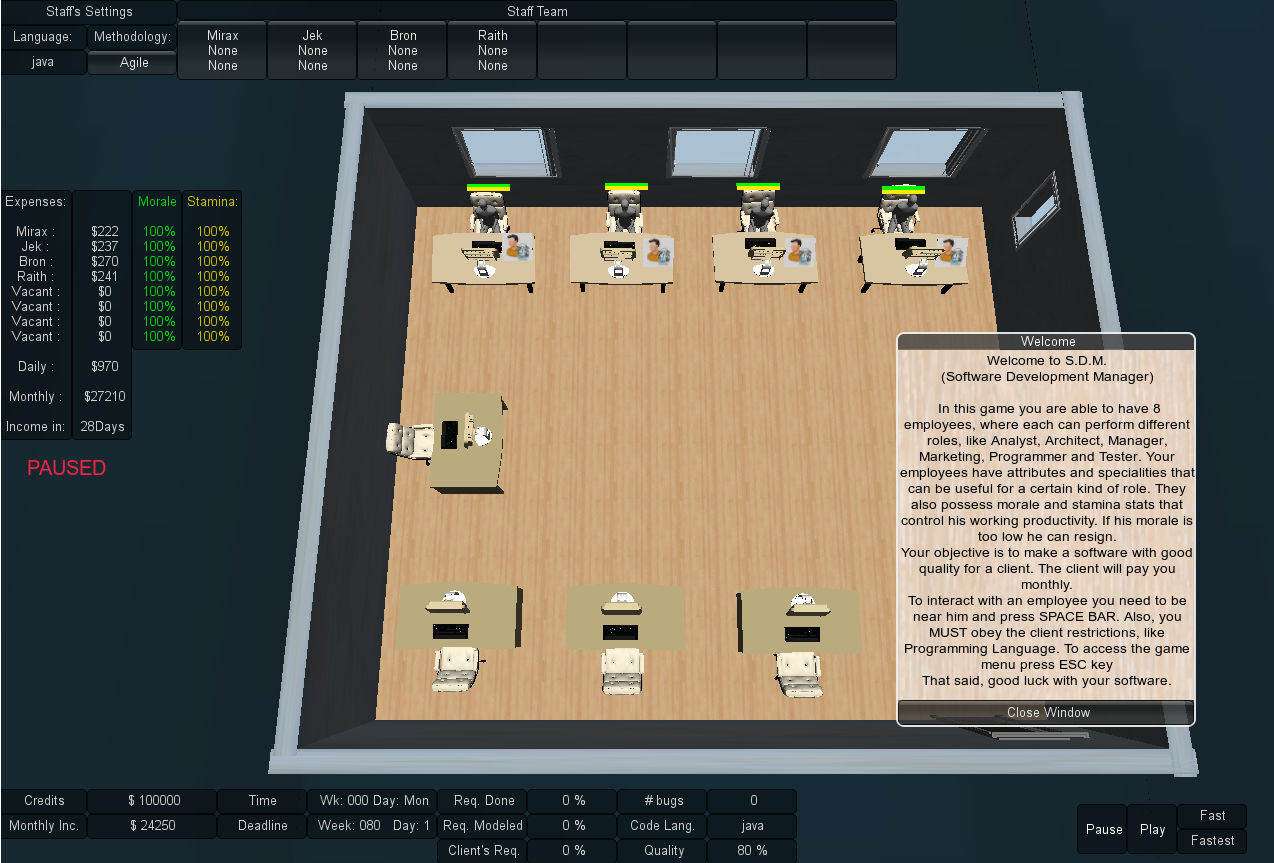 Staff's Settings
Staff Team
Language: Methodology:
java Agile
Mirax
None
None
Jek
None
None
Bron
None
None
Raith
None
None
Expenses: Morale Stamina:
Mirax : $222 100% 100%
Jek : $237 100% 100%
Bron : $270 100% 100%
Raith : $241 100% 100%
Vacant : $0 100% 100%
Vacant : $0 100% 100%
Vacant : $0 100% 100%
Vacant : $0 100% 100%
Daily : $970
Monthly : $27210
Income in: 28Days
PAUSED
Welcome
Welcome to S.D.M.
(Software Development Manager)
In this game you are able to have 8
employees, where each can perform different
roles, like Analyst, Architect, Manager,
Marketing, Programmer and Tester. Your
employees have attributes and specialities that
can be useful for a certain kind of role. They
also possess morale and stamina stats that
control his working productivity. If his morale is
too low he can resign.
Your objective is to make a software with good
quality for a client. The client will pay you
monthly.
To interact with an employee you need to be
near him and press SPACE BAR. Also, you
MUST obey the client restrictions, like
Programming Language. To access the game
menu press ESC key
That said, good luck with your software.
Close Window
Credits $ 100000 Time Wk: 000 Day: Mon Req. Done 0 % # bugs 0
Monthly Inc. $ 24250 Deadline Week: 080 Day: 1 Req. Modeled 0 % Code Lang. java
Client's Req. 0 % Quality 80 %
Pause Play Fast
Fastest